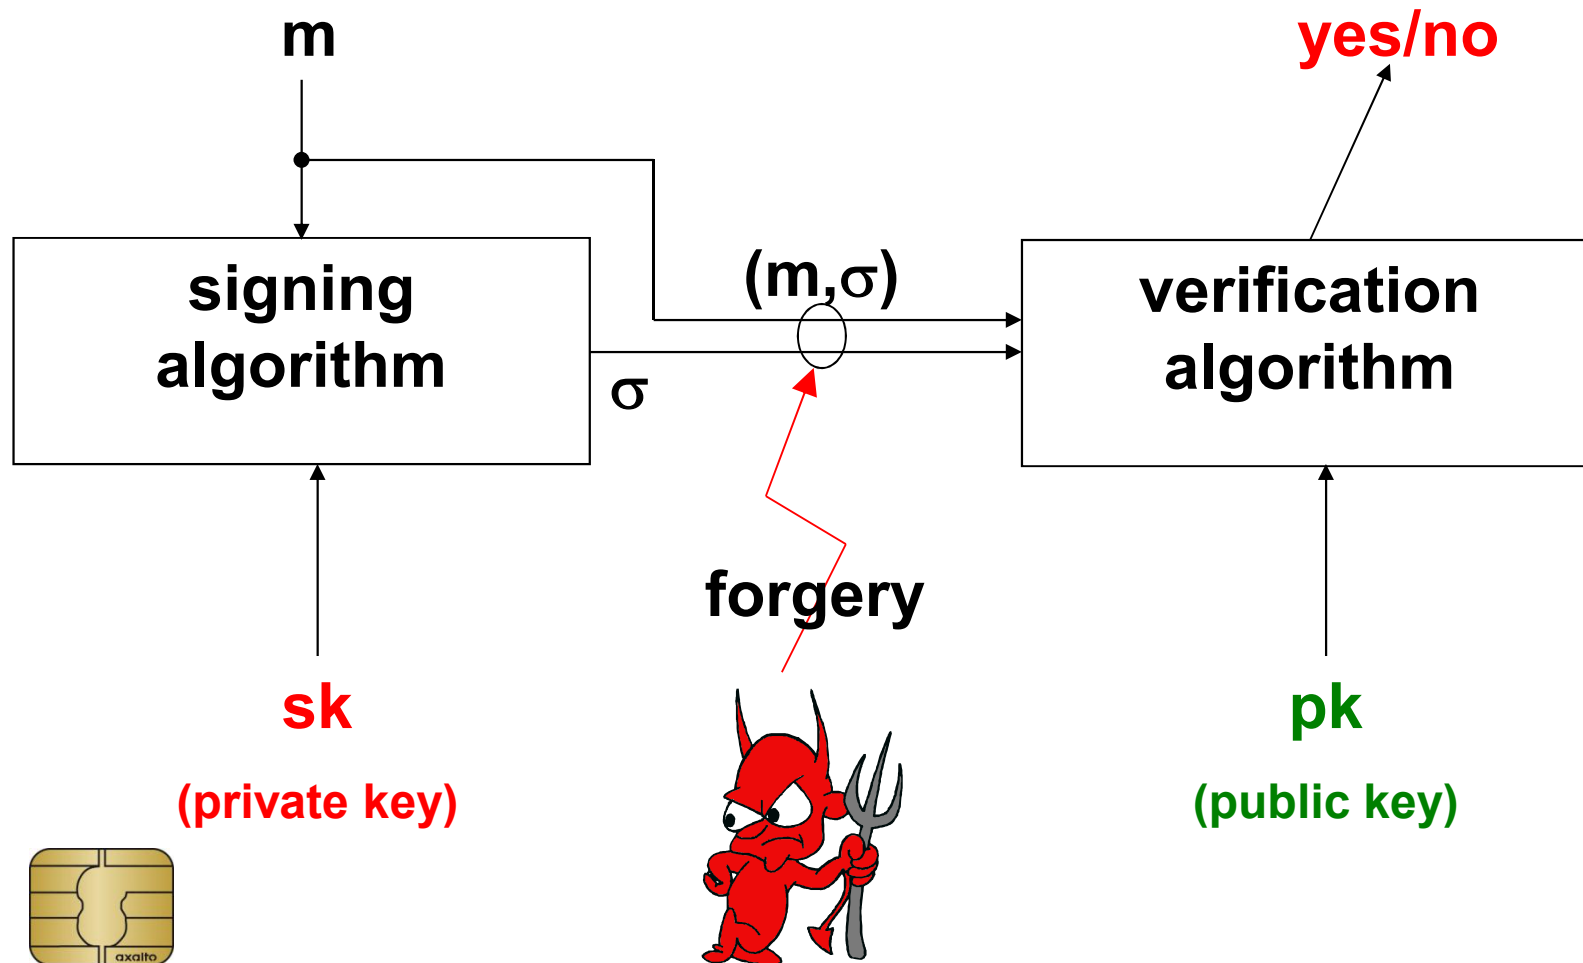 m
yes/no
signing
algorithm
(m,σ)
verification
algorithm
σ
forgery
sk
(private key)
pk
(public key)
axalto